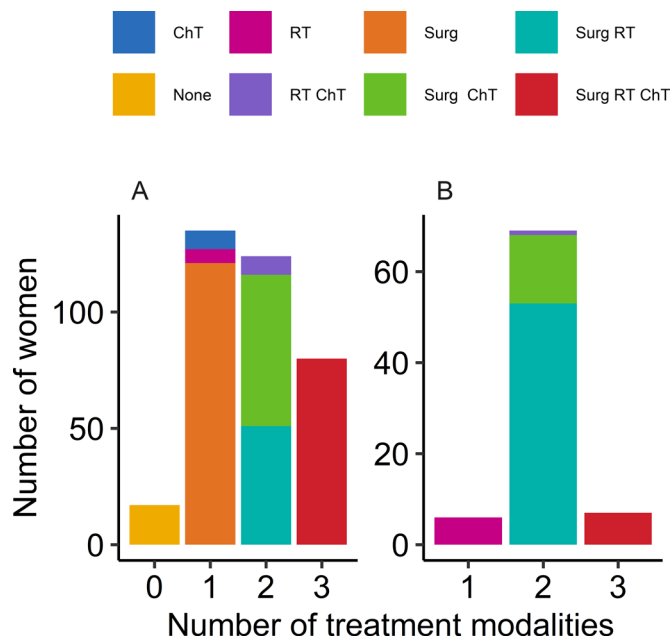 ChT RT Surg Surg RT
None RT ChT Surg ChT Surg RT ChT
A B
Number of women
100
50
0
60
40
20
0
0 1 2 3 1 2 3
Number of treatment modalities